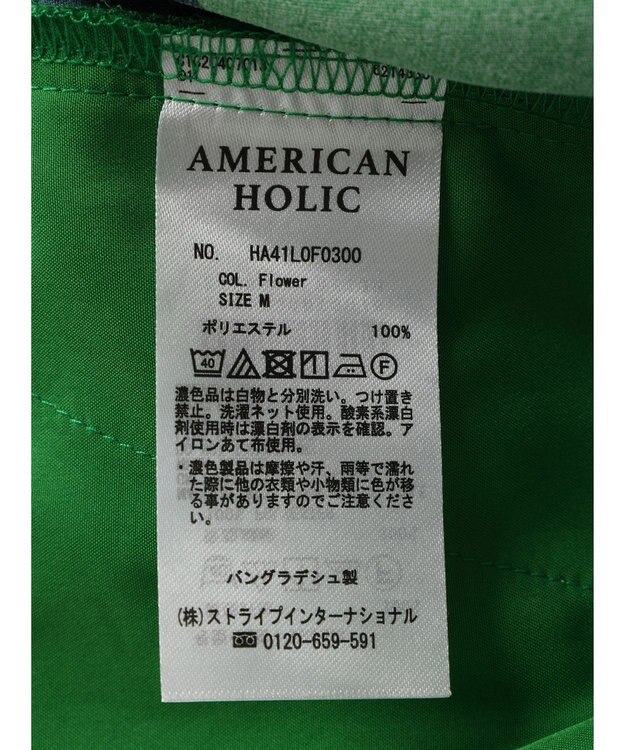 AMERICAN
HOLIC
NO. HA41L0F0300
COL. Flower
SIZE M
ポリエステル 100%
40
F
濃色品は白物と分別洗い。つけ置き
禁止。洗濯ネット使用。酸素系漂白
剤使用時は漂白剤の表示を確認。ア
イロンあて布使用。
・濃色製品は摩擦や汗、雨等で濡れ
た際に他の衣類や小物類に色が移
る事がありますのでご注意くださ
い。
バングラデシュ製
(株)ストライプインターナショナル
0120-659-591